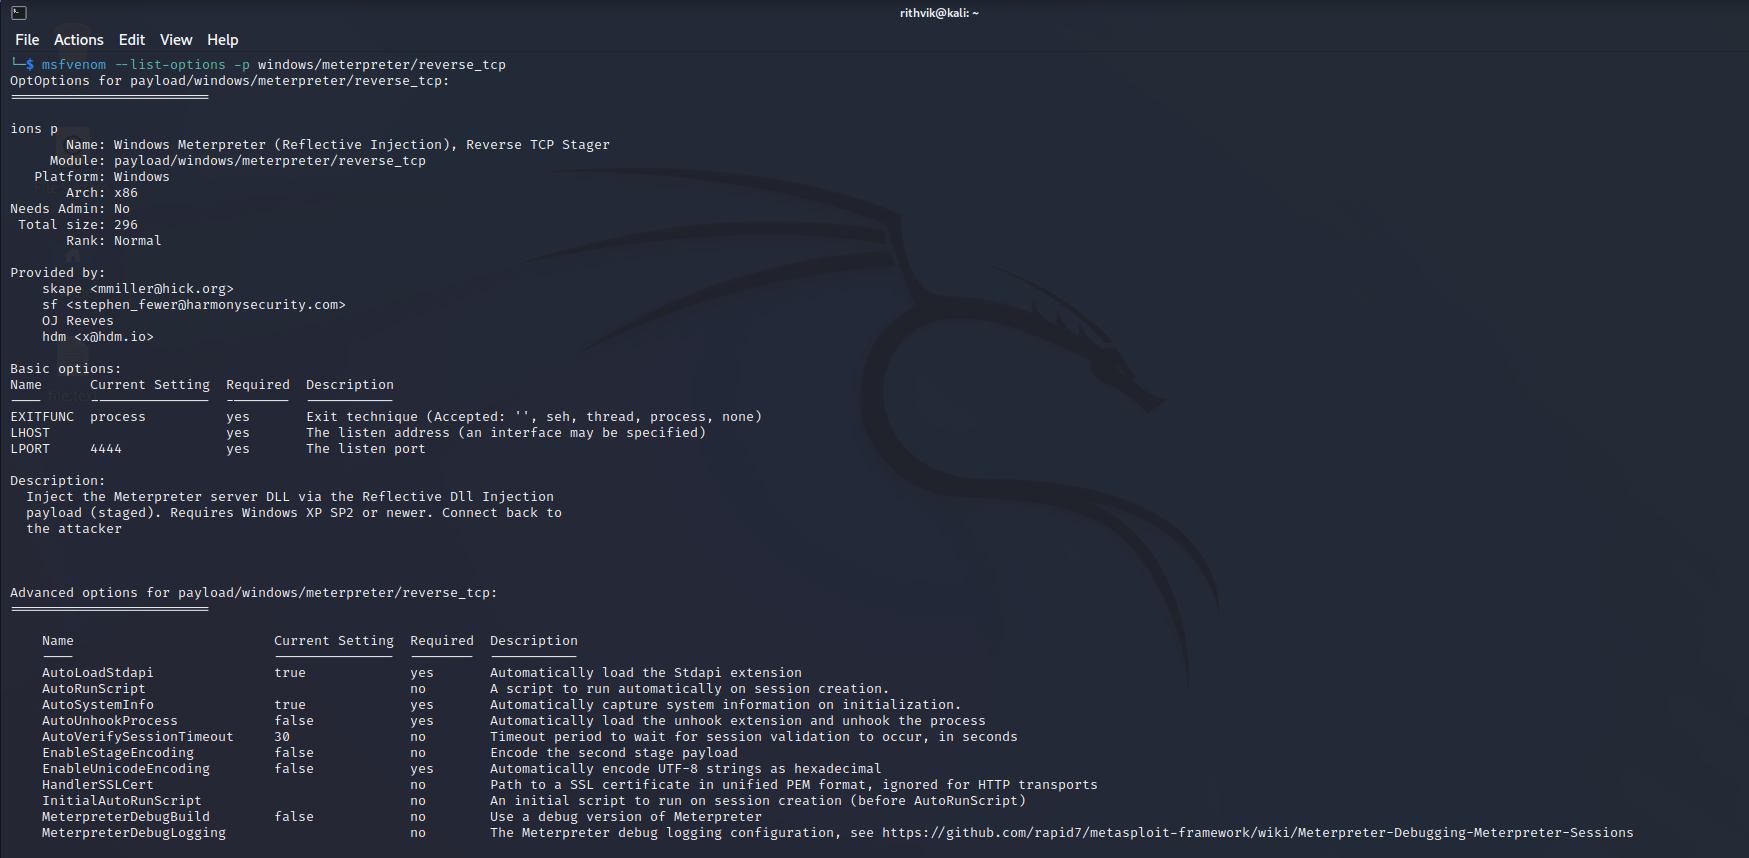 rithvik@kali: ~
File Actions Edit View Help
└─$ msfvenom --list-options -p windows/meterpreter/reverse_tcp
OptOptions for payload/windows/meterpreter/reverse_tcp:
=========================
ions p
Name: Windows Meterpreter (Reflective Injection), Reverse TCP Stager
Module: payload/windows/meterpreter/reverse_tcp
Platform: Windows
Arch: x86
Needs Admin: No
Total size: 296
Rank: Normal
Provided by:
skape <mmiller@hick.org>
sf <stephen_fewer@harmonysecurity.com>
OJ Reeves
hdm <x@hdm.io>
Basic options:
Name Current Setting Required Description
---- --------------- -------- -----------
EXITFUNC process yes Exit technique (Accepted: '', seh, thread, process, none)
LHOST yes The listen address (an interface may be specified)
LPORT 4444 yes The listen port
Description:
Inject the Meterpreter server DLL via the Reflective Dll Injection
payload (staged). Requires Windows XP SP2 or newer. Connect back to
the attacker
Advanced options for payload/windows/meterpreter/reverse_tcp:
=========================
Name Current Setting Required Description
---- --------------- -------- -----------
AutoLoadStdapi true yes Automatically load the Stdapi extension
AutoRunScript no A script to run automatically on session creation.
AutoSystemInfo true yes Automatically capture system information on initialization.
AutoUnhookProcess false yes Automatically load the unhook extension and unhook the process
AutoVerifySessionTimeout 30 no Timeout period to wait for session validation to occur, in seconds
EnableStageEncoding false no Encode the second stage payload
EnableUnicodeEncoding false yes Automatically encode UTF-8 strings as hexadecimal
HandlerSSLCert no Path to a SSL certificate in unified PEM format, ignored for HTTP transports
InitialAutoRunScript no An initial script to run on session creation (before AutoRunScript)
MeterpreterDebugBuild false no Use a debug version of Meterpreter
MeterpreterDebugLogging no The Meterpreter debug logging configuration, see https://github.com/rapid7/metasploit-framework/wiki/Meterpreter-Debugging-Meterpreter-Sessions